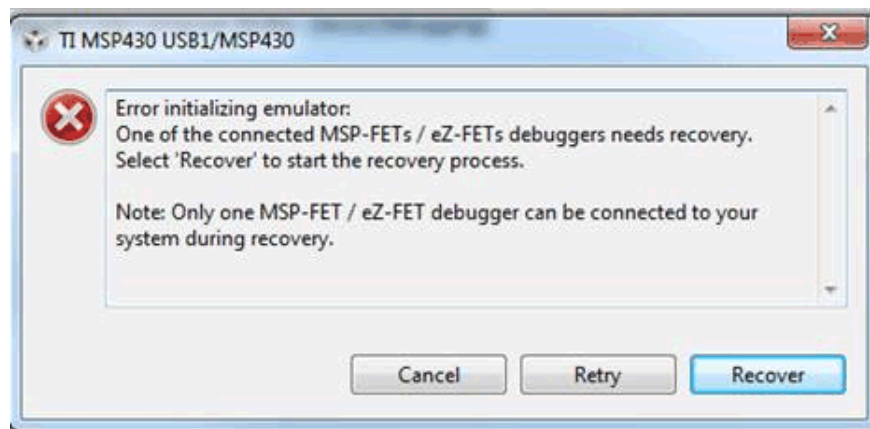 TI MSP430 USB1/MSP430
Error initializing emulator:
One of the connected MSP-FETs / eZ-FETs debuggers needs recovery.
Select 'Recover' to start the recovery process.
Note: Only one MSP-FET / eZ-FET debugger can be connected to your
system during recovery.
Cancel Retry Recover